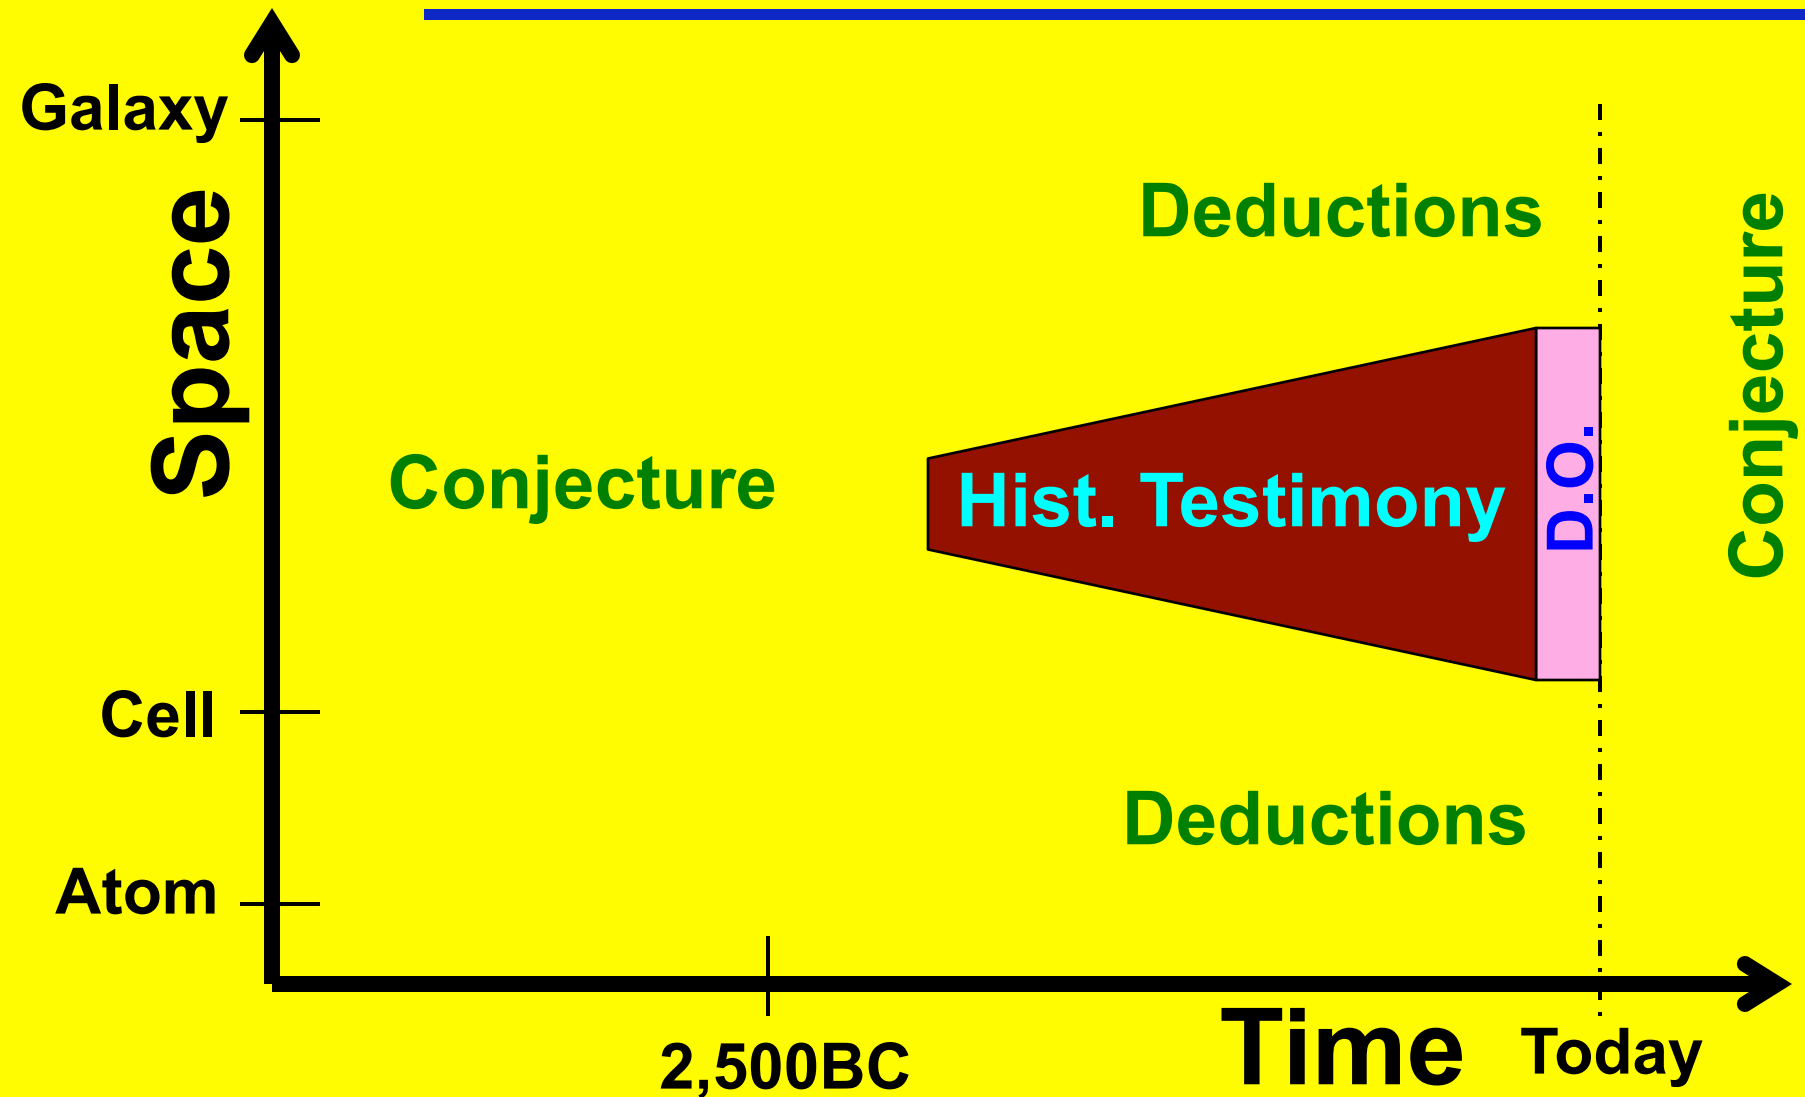 Galaxy
Space
Deductions
Conjecture
Conjecture
Hist. Testimony
D.O.
Cell
Deductions
Atom
2,500BC
Time
Today